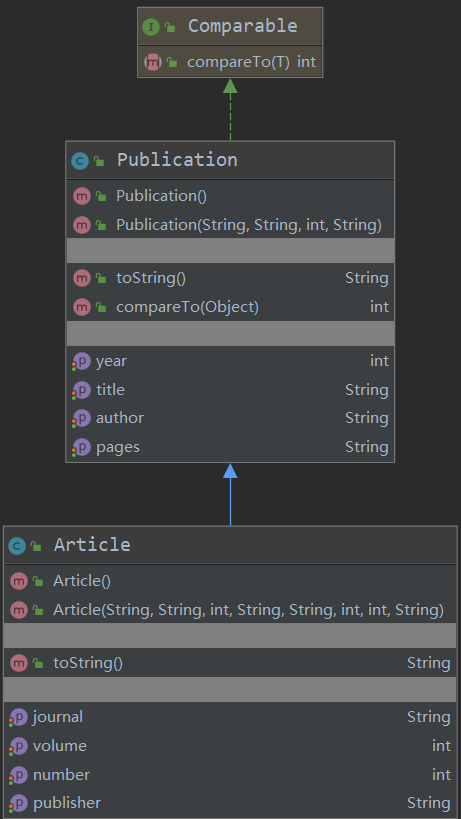 I Comparable
m compareTo(T) int
C Publication
m Publication()
m Publication(String, String, int, String)
m toString() String
m compareTo(Object) int
p year int
p title String
p author String
p pages String
C Article
m Article()
m Article(String, String, int, String, String, int, int, String)
m toString() String
p journal String
p volume int
p number int
p publisher String